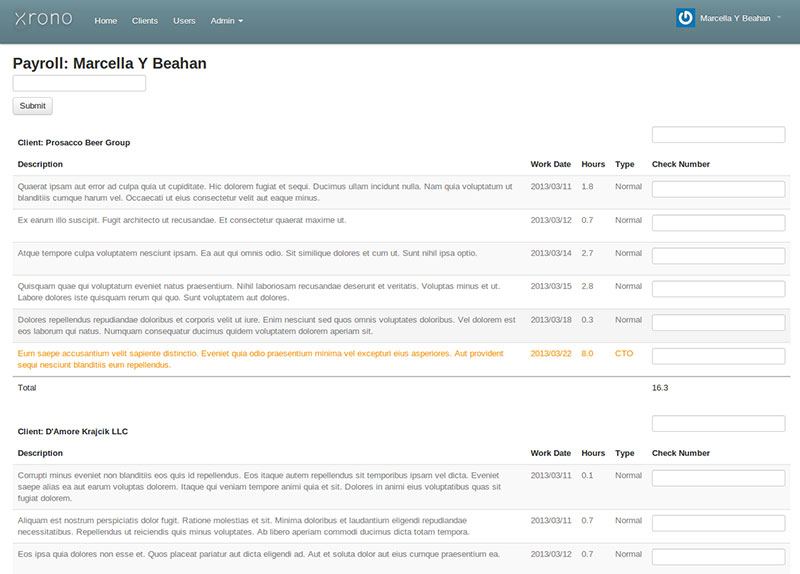 xrono Home Clients Users Admin Marcella Y Beahan
Payroll: Marcella Y Beahan
Submit
Client: Prosacco Beer Group
Description Work Date Hours Type Check Number
Quaerat ipsam aut error ad culpa quia ut cupiditate. Hic dolorem fugiat et sequi. Ducimus ullam incidunt nulla. Nam quia voluptatum ut 2013/03/11 1.8 Normal
blanditiis cumque harum vel. Occaecati ut eius consectetur velit aut eaque minus.
Ex earum illo suscipit. Fugit architecto ut recusandae. Et consectetur quaerat maxime ut. 2013/03/12 0.7 Normal
Atque tempore culpa voluptatem nesciunt ipsam. Ea aut qui omnis odio. Sit similique dolores et cum ut. Sunt nihil ipsa optio. 2013/03/14 2.7 Normal
Quisquam quae qui voluptatum eveniet natus praesentium. Nihil laboriosam recusandae deserunt et veritatis. Voluptas minus et ut. 2013/03/15 2.8 Normal
Labore dolores iste quisquam rerum qui quo. Sunt voluptatem aut dolores.
Dolores repellendus repudiandae doloribus et corporis velit ut iure. Enim nesciunt sed quos omnis voluptates doloribus. Vel dolorem est 2013/03/18 0.3 Normal
eos laborum qui natus. Numquam consequatur ducimus quidem voluptatem dolorem aperiam sit.
Eum saepe accusantium velit sapiente distinctio. Eveniet quia odio praesentium minima vel excepturi eius asperiores. Aut provident 2013/03/22 8.0 CTO
sequi nesciunt blanditiis eum repellendus.
Total 16.3
Client: D'Amore Krajcik LLC
Description Work Date Hours Type Check Number
Corrupti minus eveniet non blanditiis eos quis id repellendus. Eos itaque autem repellendus sit temporibus ipsam vel dicta. Eveniet 2013/03/11 0.1 Normal
saepe alias ea aut earum voluptas dolorem. Itaque qui veniam tempore animi quia et sit. Dolores in animi eius voluptatibus quas sit
fugiat dolorem.
Aliquam est nostrum perspiciatis dolor fugit. Ratione molestias et sit. Minima doloribus et laudantium eligendi repudiandae 2013/03/11 0.7 Normal
necessitatibus. Repellendus ut reiciendis quis minus voluptates. Ab libero aperiam commodi ducimus dicta totam tempora.
Eos ipsa quia dolores non esse et. Quos placeat pariatur aut dicta eligendi ad. Aut et soluta dolor aut eius cumque praesentium ea. 2013/03/12 0.7 Normal